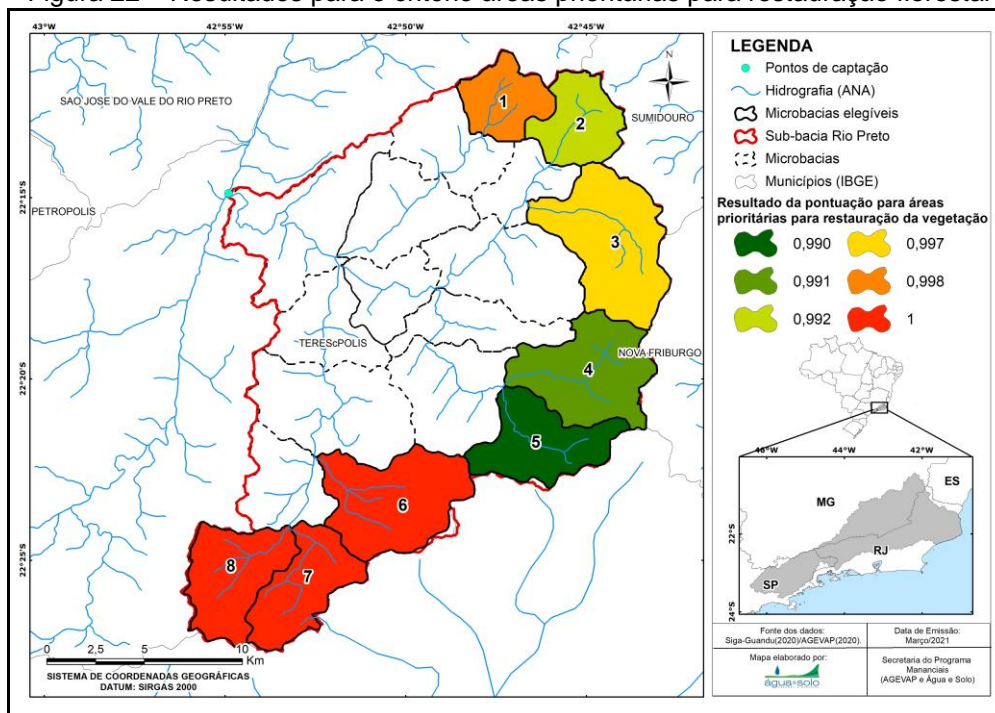 Figura 22 – Resultados para o critério áreas prioritárias para restauração florestal
43°W
42°55'W
42°50'W
42°45'W
N
SAO JOSE DO VALE DO RIO PRETO
SUMIDOURO
PETROPOLIS
TEREScPOLIS
NOVA FRIBURGO
1
2
3
4
5
6
7
8
22°15'S
22°20'S
22°25'S
22°15'S
22°20'S
22°25'S
0 2,5 5 10
Km
SISTEMA DE COORDENADAS GEOGRÁFICAS
DATUM: SIRGAS 2000
LEGENDA
Pontos de captação
Hidrografia (ANA)
Microbacias elegíveis
Sub-bacia Rio Preto
Microbacias
Municípios (IBGE)
Resultado da pontuação para áreas
prioritárias para restauração da vegetação
0,990 0,997
0,991 0,998
0,992 1
46°W 44°W 42°W
ES
MG
22°S
RJ
SP
24°S
Fonte dos dados:
Siga-Guandu(2020)/AGEVAP(2020).
Data de Emissão:
Março/2021
Mapa elaborado por:
água e solo
Secretaria do Programa
Mananciais
(AGEVAP e Água e Solo)